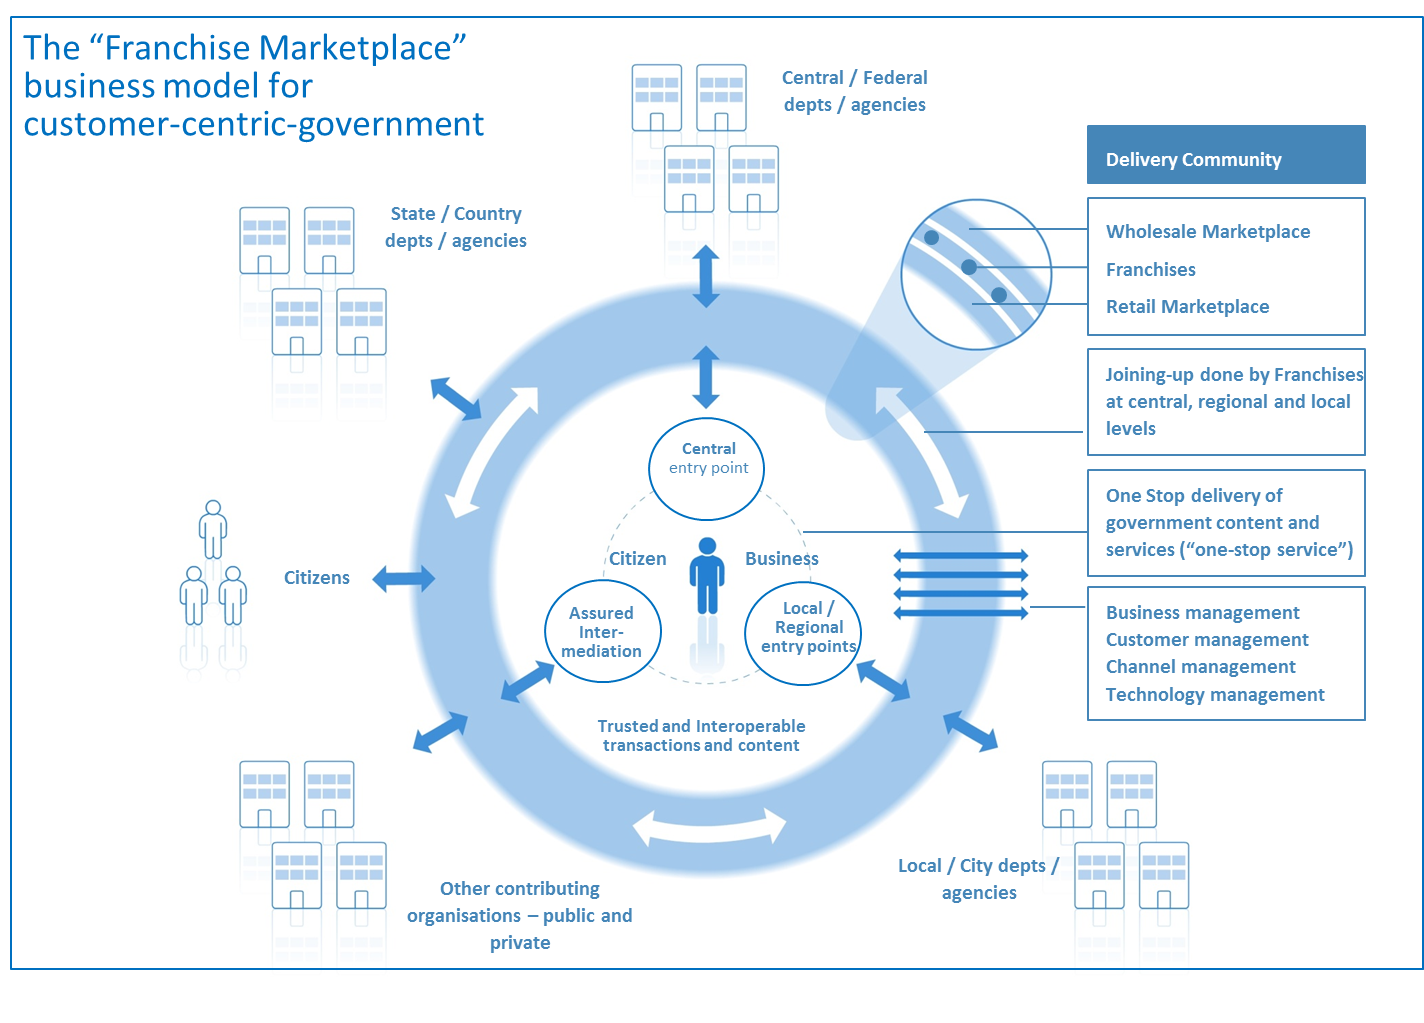 The “Franchise Marketplace”
business model for
customer-centric-government
Central / Federal
depts / agencies
State / Country
depts / agencies
Delivery Community
Wholesale Marketplace
Franchises
Retail Marketplace
Joining-up done by Franchises
at central, regional and local
levels
One Stop delivery of
government content and
services (“one-stop service”)
Business management
Customer management
Channel management
Technology management
Central
entry point
Citizen
Business
Citizens
Assured
Inter-
mediation
Local /
Regional
entry points
Trusted and Interoperable
transactions and content
Other contributing
organisations – public and
private
Local / City depts /
agencies